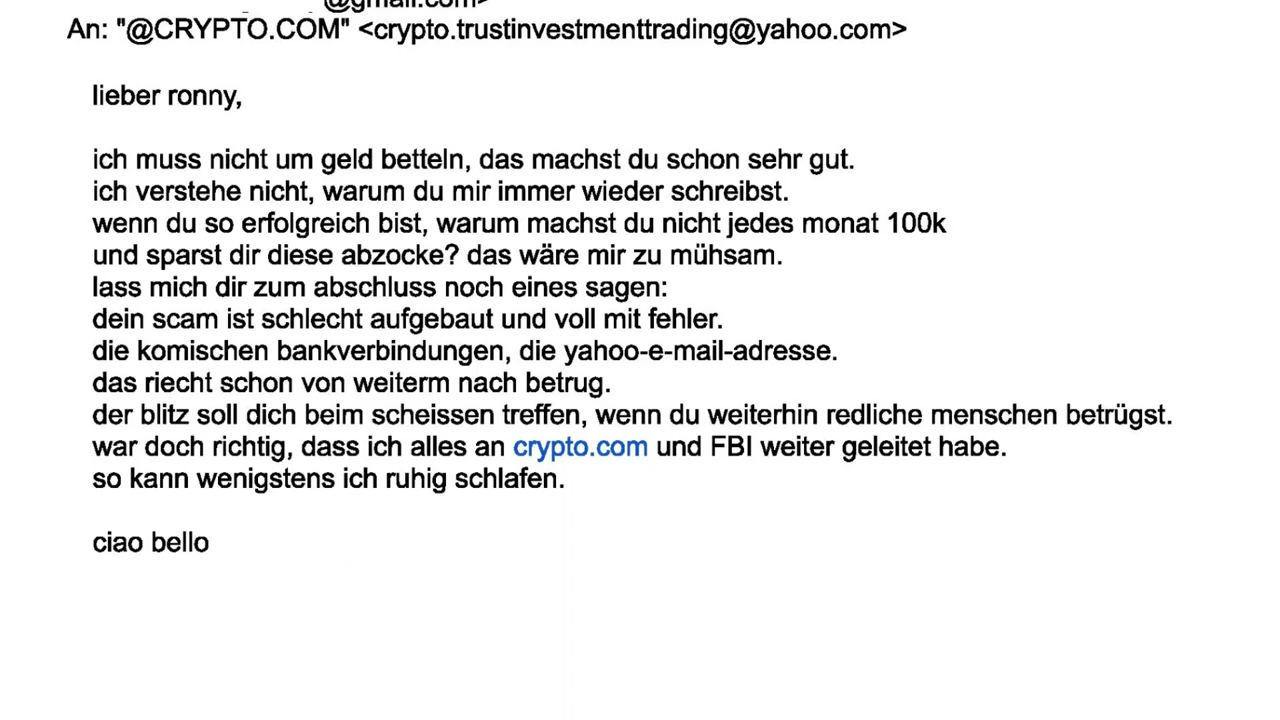 @gmail.com>
An: "@CRYPTO.COM" <crypto.trustinvestmenttrading@yahoo.com>
lieber ronny,
ich muss nicht um geld betteln, das machst du schon sehr gut.
ich verstehe nicht, warum du mir immer wieder schreibst.
wenn du so erfolgreich bist, warum machst du nicht jedes monat 100k
und sparst dir diese abzocke? das wäre mir zu mühsam.
lass mich dir zum abschluss noch eines sagen:
dein scam ist schlecht aufgebaut und voll mit fehler.
die komischen bankverbindungen, die yahoo-e-mail-adresse.
das riecht schon von weiterm nach betrug.
der blitz soll dich beim scheissen treffen, wenn du weiterhin redliche menschen betrügst.
war doch richtig, dass ich alles an crypto.com und FBI weiter geleitet habe.
so kann wenigstens ich ruhig schlafen.
ciao bello